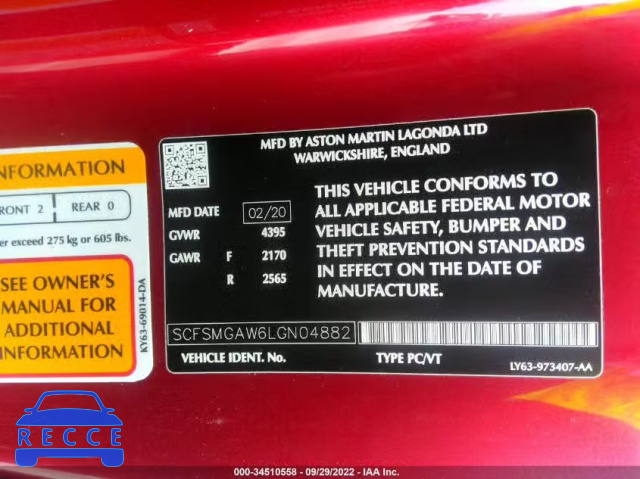 INFORMATION
FRONT 2 REAR 0
er exceed 275 kg or 605 lbs.
SEE OWNER'S
MANUAL FOR
ADDITIONAL
INFORMATION
KY63-69014-DA
MFD BY ASTON MARTIN LAGONDA LTD
WARWICKSHIRE, ENGLAND
MFD DATE 02/20
GVWR 4395
GAWR F 2170
R 2565
THIS VEHICLE CONFORMS TO
ALL APPLICABLE FEDERAL MOTOR
VEHICLE SAFETY, BUMPER AND
THEFT PREVENTION STANDARDS
IN EFFECT ON THE DATE OF
MANUFACTURE.
SCFSMGAW6LGN04882
VEHICLE IDENT. No. TYPE PC/VT
LY63-973407-AA
RECCE
000-34510558 - 09/29/2022 - IAA Inc.